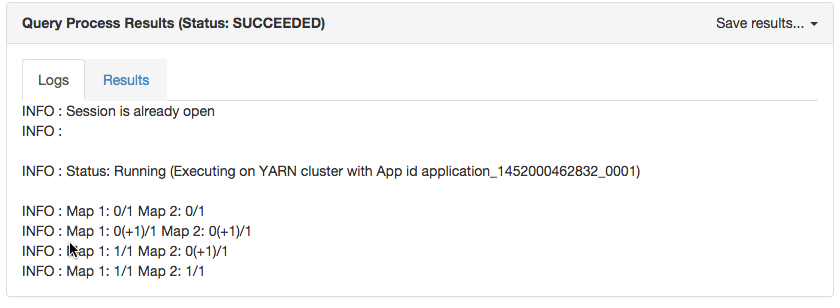 Query Process Results (Status: SUCCEEDED)
Save results...
Logs
Results
INFO : Session is already open
INFO :
INFO : Status: Running (Executing on YARN cluster with App id application_1452000462832_0001)
INFO : Map 1: 0/1 Map 2: 0/1
INFO : Map 1: 0(+1)/1 Map 2: 0(+1)/1
INFO : Map 1: 1/1 Map 2: 0(+1)/1
INFO : Map 1: 1/1 Map 2: 1/1